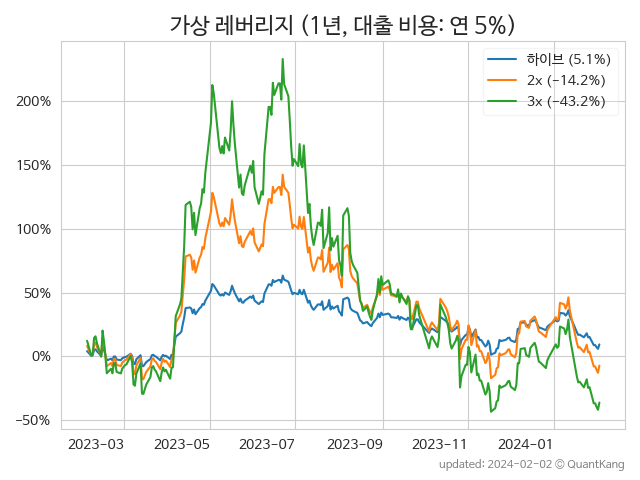 가상 레버리지 (1년, 대출 비용: 연 5%)
하이브 (5.1%)
2x (−14.2%)
3x (−43.2%)
200%
150%
100%
50%
0%
−50%
2023-03 2023-05 2023-07 2023-09 2023-11 2024-01
updated: 2024-02-02 © QuantKang